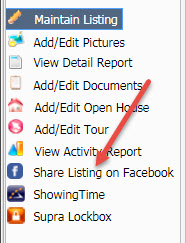 Maintain Listing
Add/Edit Pictures
View Detail Report
Add/Edit Documents
Add/Edit Open House
Add/Edit Tour
View Activity Report
Share Listing on Facebook
ShowingTime
Supra Lockbox